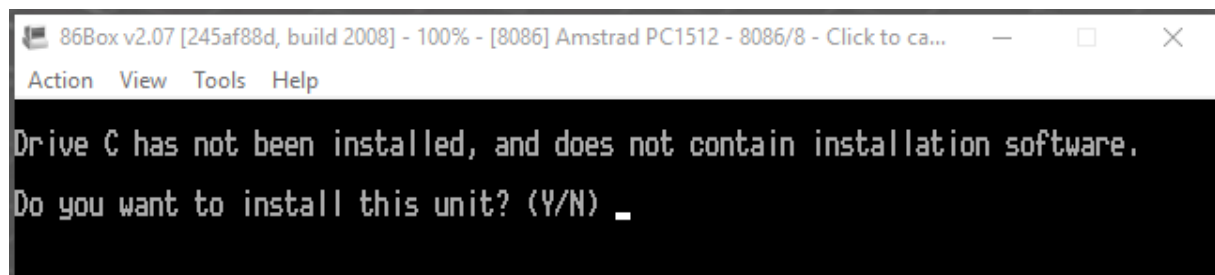 86Box v2.07 [245af88d, build 2008] - 100% - [8086] Amstrad PC1512 - 8086/8 - Click to ca...
Action View Tools Help
Drive C has not been installed, and does not contain installation software.
Do you want to install this unit? (Y/N) _